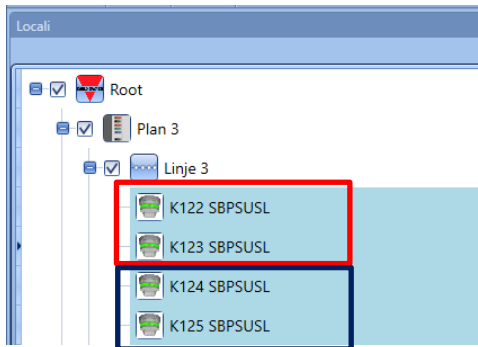 Locali
Root
Plan 3
Linje 3
K122 SBPSUSL
K123 SBPSUSL
K124 SBPSUSL
K125 SBPSUSL